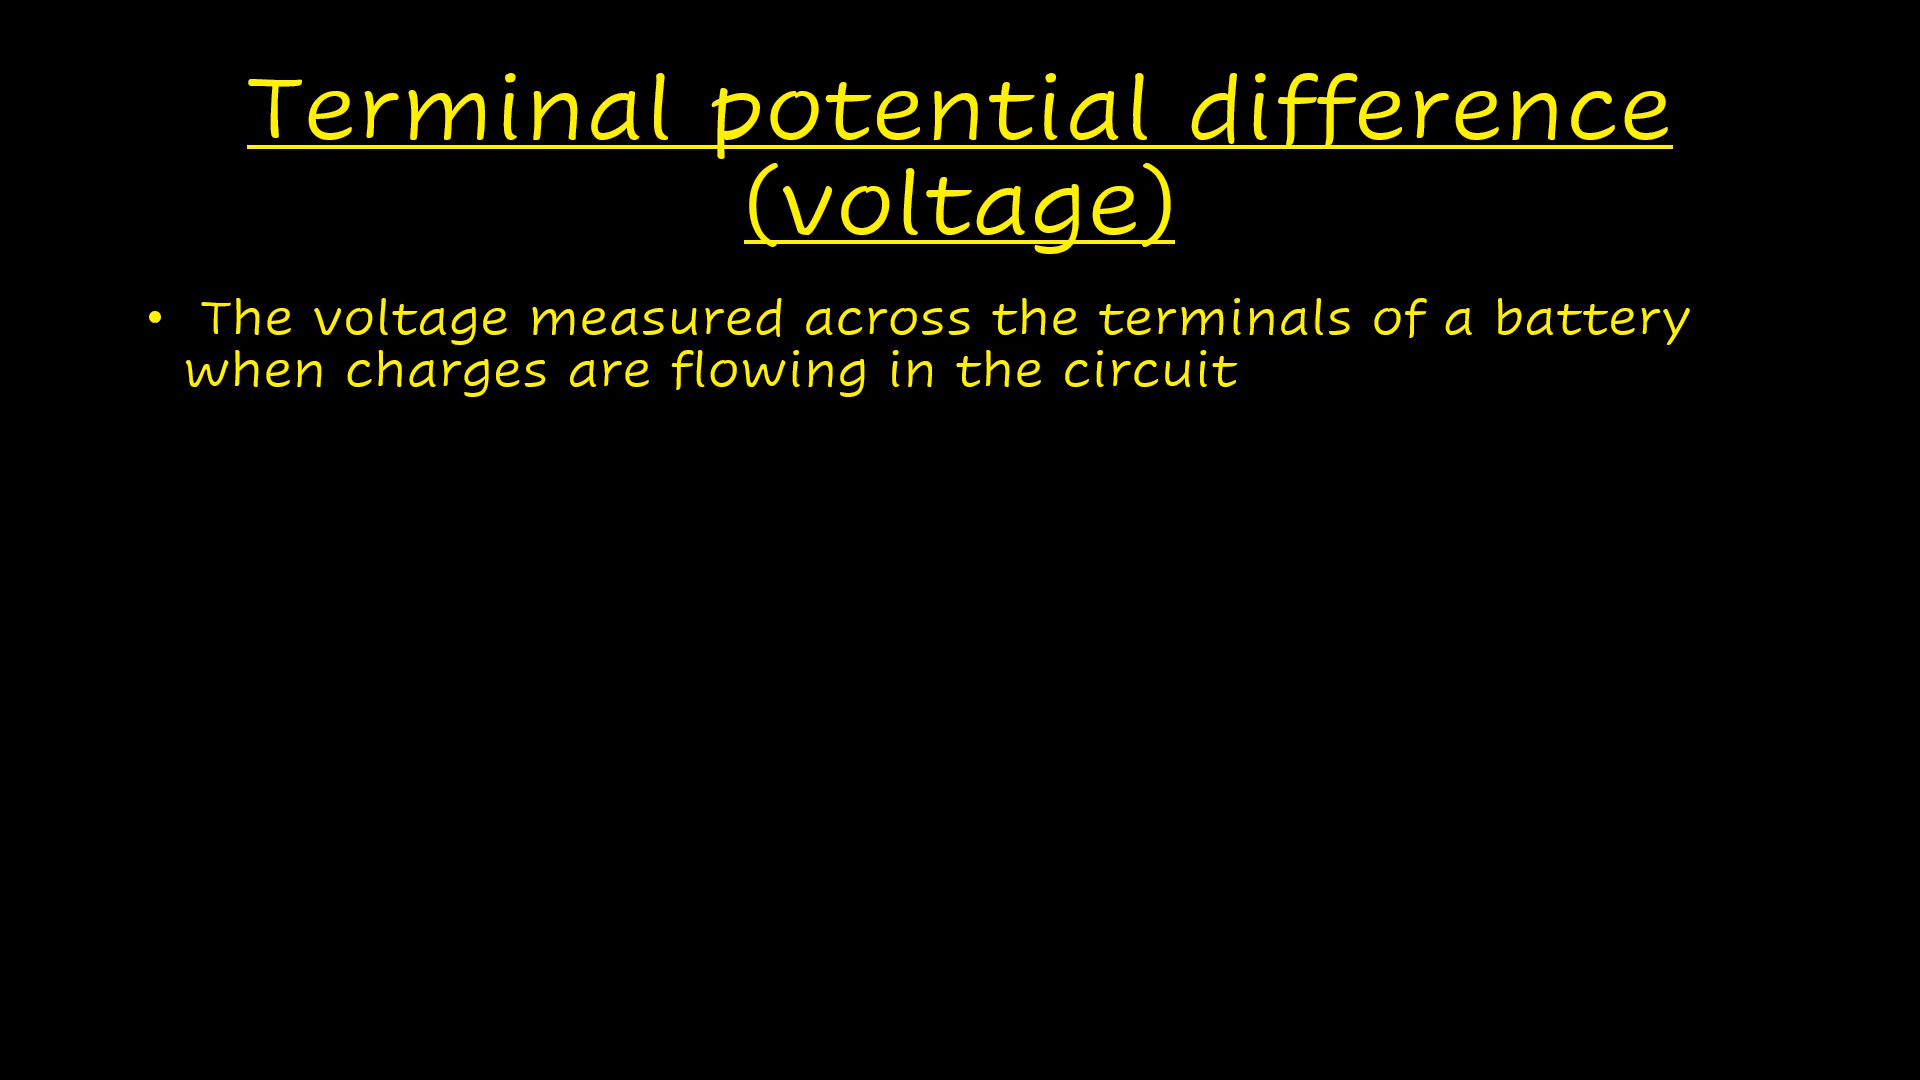 Terminal potential difference
(voltage)
• The voltage measured across the terminals of a battery
when charges are flowing in the circuit